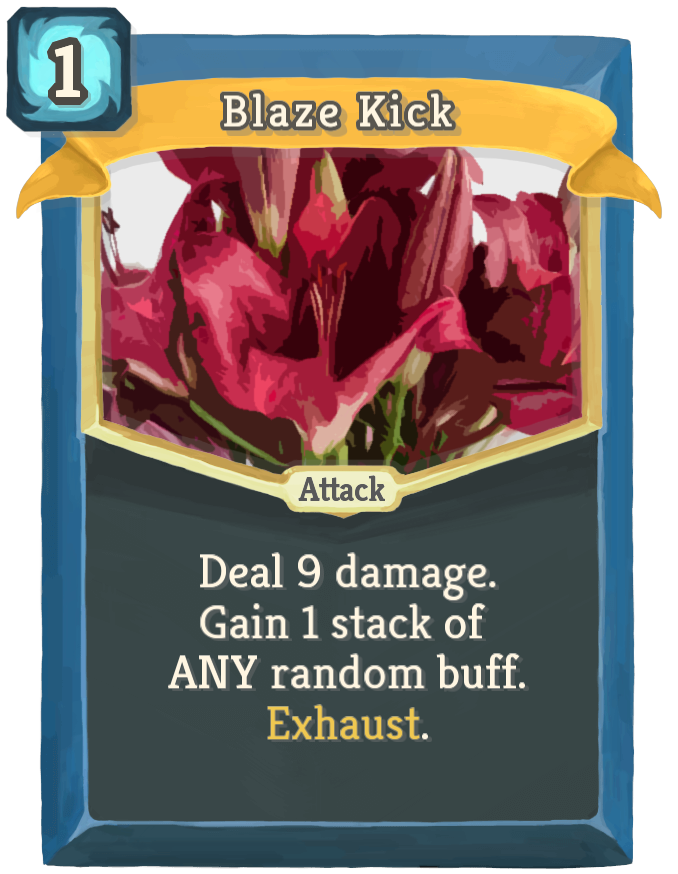 1
Blaze Kick
Attack
Deal 9 damage.
Gain 1 stack of
ANY random buff.
Exhaust.